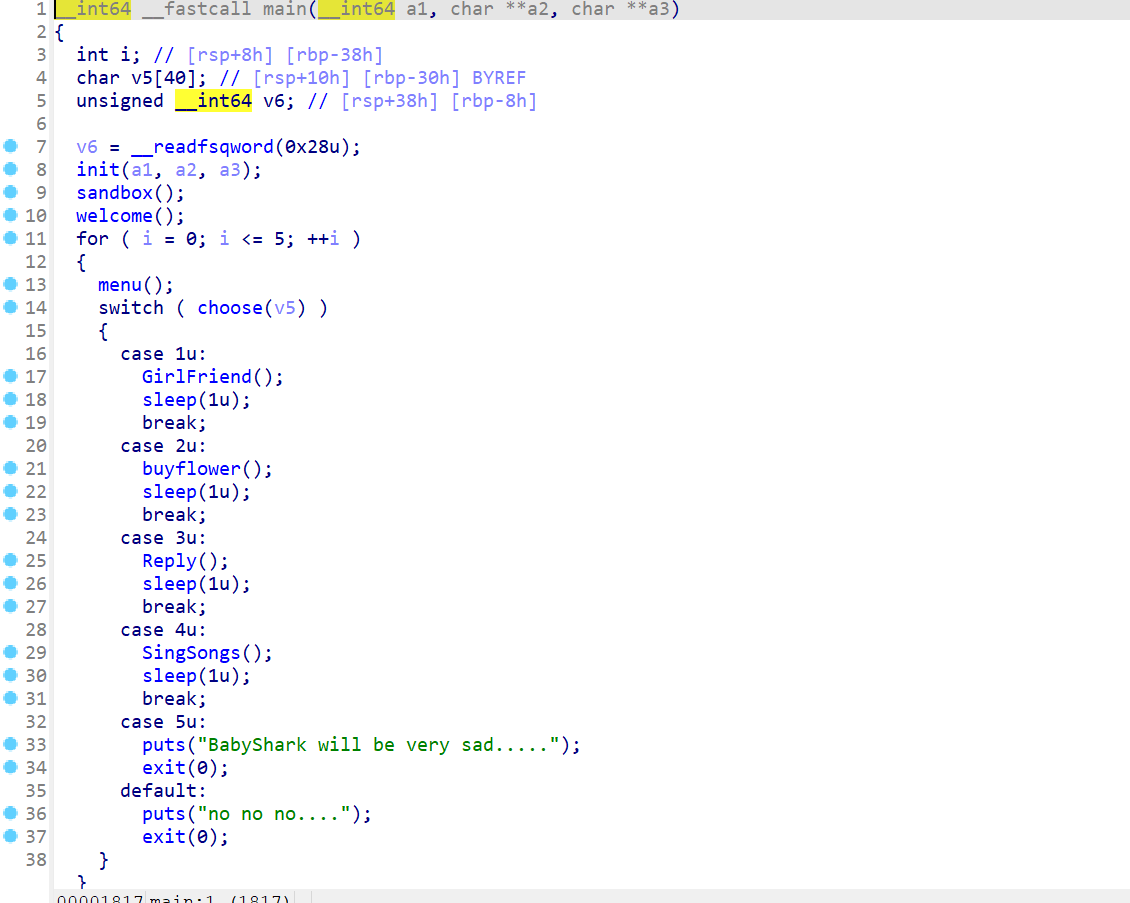 1 __int64 __fastcall main(__int64 a1, char **a2, char **a3)
2 {
3 int i; // [rsp+8h] [rbp-38h]
4 char v5[40]; // [rsp+10h] [rbp-30h] BYREF
5 unsigned __int64 v6; // [rsp+38h] [rbp-8h]
6
7 v6 = __readfsqword(0x28u);
8 init(a1, a2, a3);
9 sandbox();
10 welcome();
11 for ( i = 0; i <= 5; ++i )
12 {
13 menu();
14 switch ( choose(v5) )
15 {
16 case 1u:
17 GirlFriend();
18 sleep(1u);
19 break;
20 case 2u:
21 buyflower();
22 sleep(1u);
23 break;
24 case 3u:
25 Reply();
26 sleep(1u);
27 break;
28 case 4u:
29 SingSongs();
30 sleep(1u);
31 break;
32 case 5u:
33 puts("BabyShark will be very sad.....");
34 exit(0);
35 default:
36 puts("no no no....");
37 exit(0);
38 }
}
00001817 main:1 (1817)